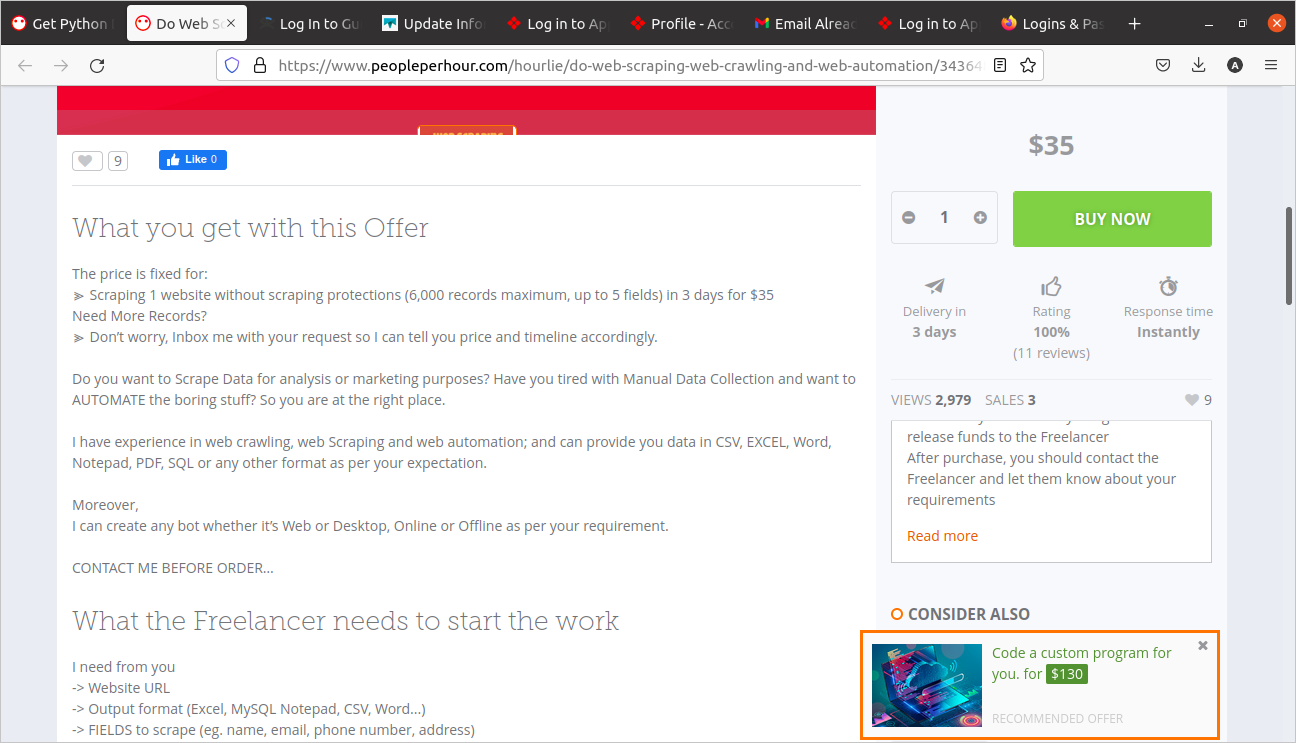 Get Python
Do Web Sc
Log In to Gu
Update Infor
Log in to Ap
Profile - Acc
Email Alread
Log in to Ap
Logins & Pas
https://www.peopleperhour.com/hourlie/do-web-scraping-web-crawling-and-web-automation/34364
A
9
Like 0
What you get with this Offer
The price is fixed for:
⪢ Scraping 1 website without scraping protections (6,000 records maximum, up to 5 fields) in 3 days for $35
Need More Records?
⪢ Don’t worry, Inbox me with your request so I can tell you price and timeline accordingly.
Do you want to Scrape Data for analysis or marketing purposes? Have you tired with Manual Data Collection and want to
AUTOMATE the boring stuff? So you are at the right place.
I have experience in web crawling, web Scraping and web automation; and can provide you data in CSV, EXCEL, Word,
Notepad, PDF, SQL or any other format as per your expectation.
Moreover,
I can create any bot whether it’s Web or Desktop, Online or Offline as per your requirement.
CONTACT ME BEFORE ORDER...
What the Freelancer needs to start the work
I need from you
-> Website URL
-> Output format (Excel, MySQL Notepad, CSV, Word...)
-> FIELDS to scrape (eg. name, email, phone number, address)
$35
1
BUY NOW
Delivery in
3 days
Rating
100%
(11 reviews)
Response time
Instantly
VIEWS 2,979 SALES 3
9
release funds to the Freelancer
After purchase, you should contact the
Freelancer and let them know about your
requirements
Read more
CONSIDER ALSO
Code a custom program for
you. for $130
RECOMMENDED OFFER